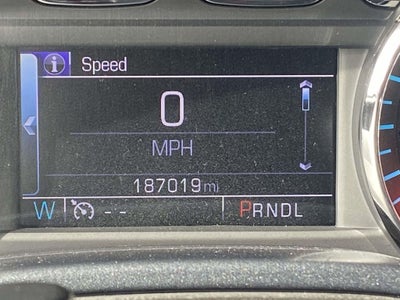 i Speed
0
MPH
187019mi
W -- PRNDL